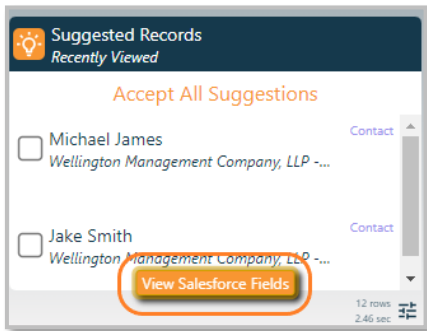 Suggested Records
Recently Viewed
Accept All Suggestions
Michael James
Contact
Wellington Management Company, LLP -...
Jake Smith
Contact
Wellington Management Company, LLP -...
View Salesforce Fields
12 rows
2.46 sec